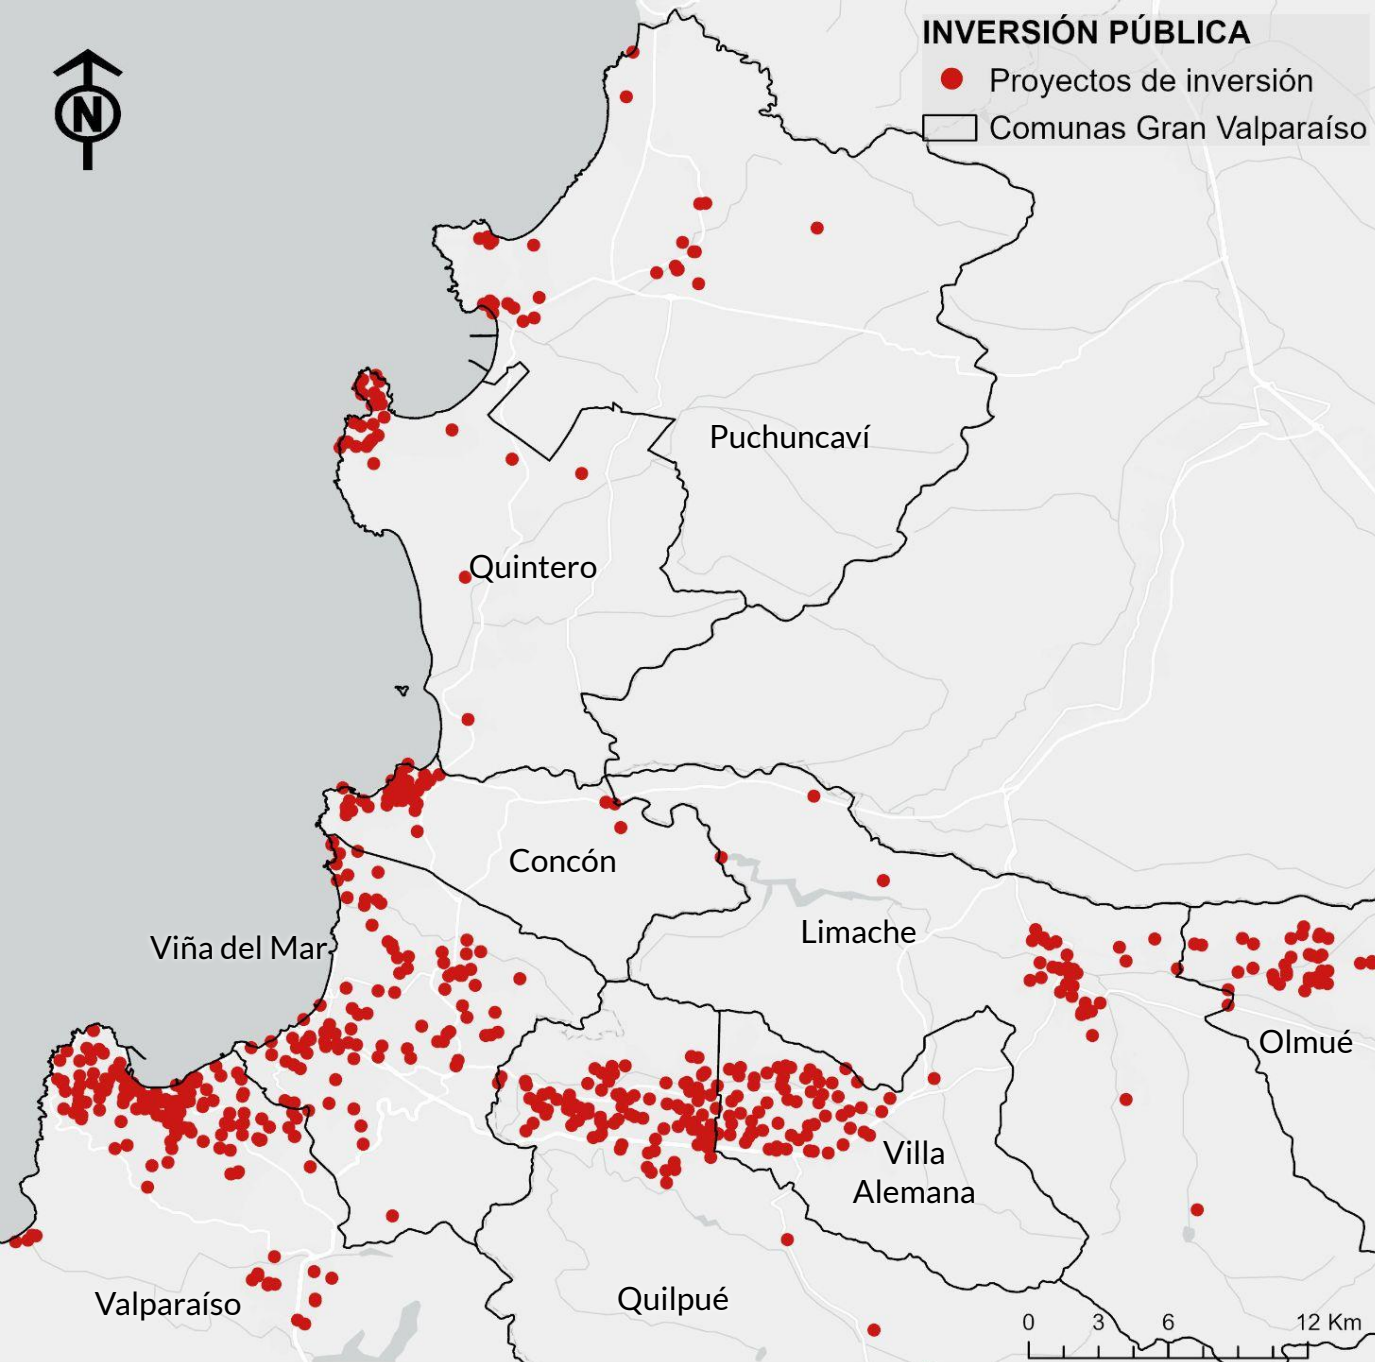 INVERSIÓN PÚBLICA
Proyectos de inversión
Comunas Gran Valparaíso
N
Puchuncaví
Quintero
Concón
Limache
Viña del Mar
Olmué
Villa
Alemana
Valparaíso
Quilpué
0 3 6 12 Km